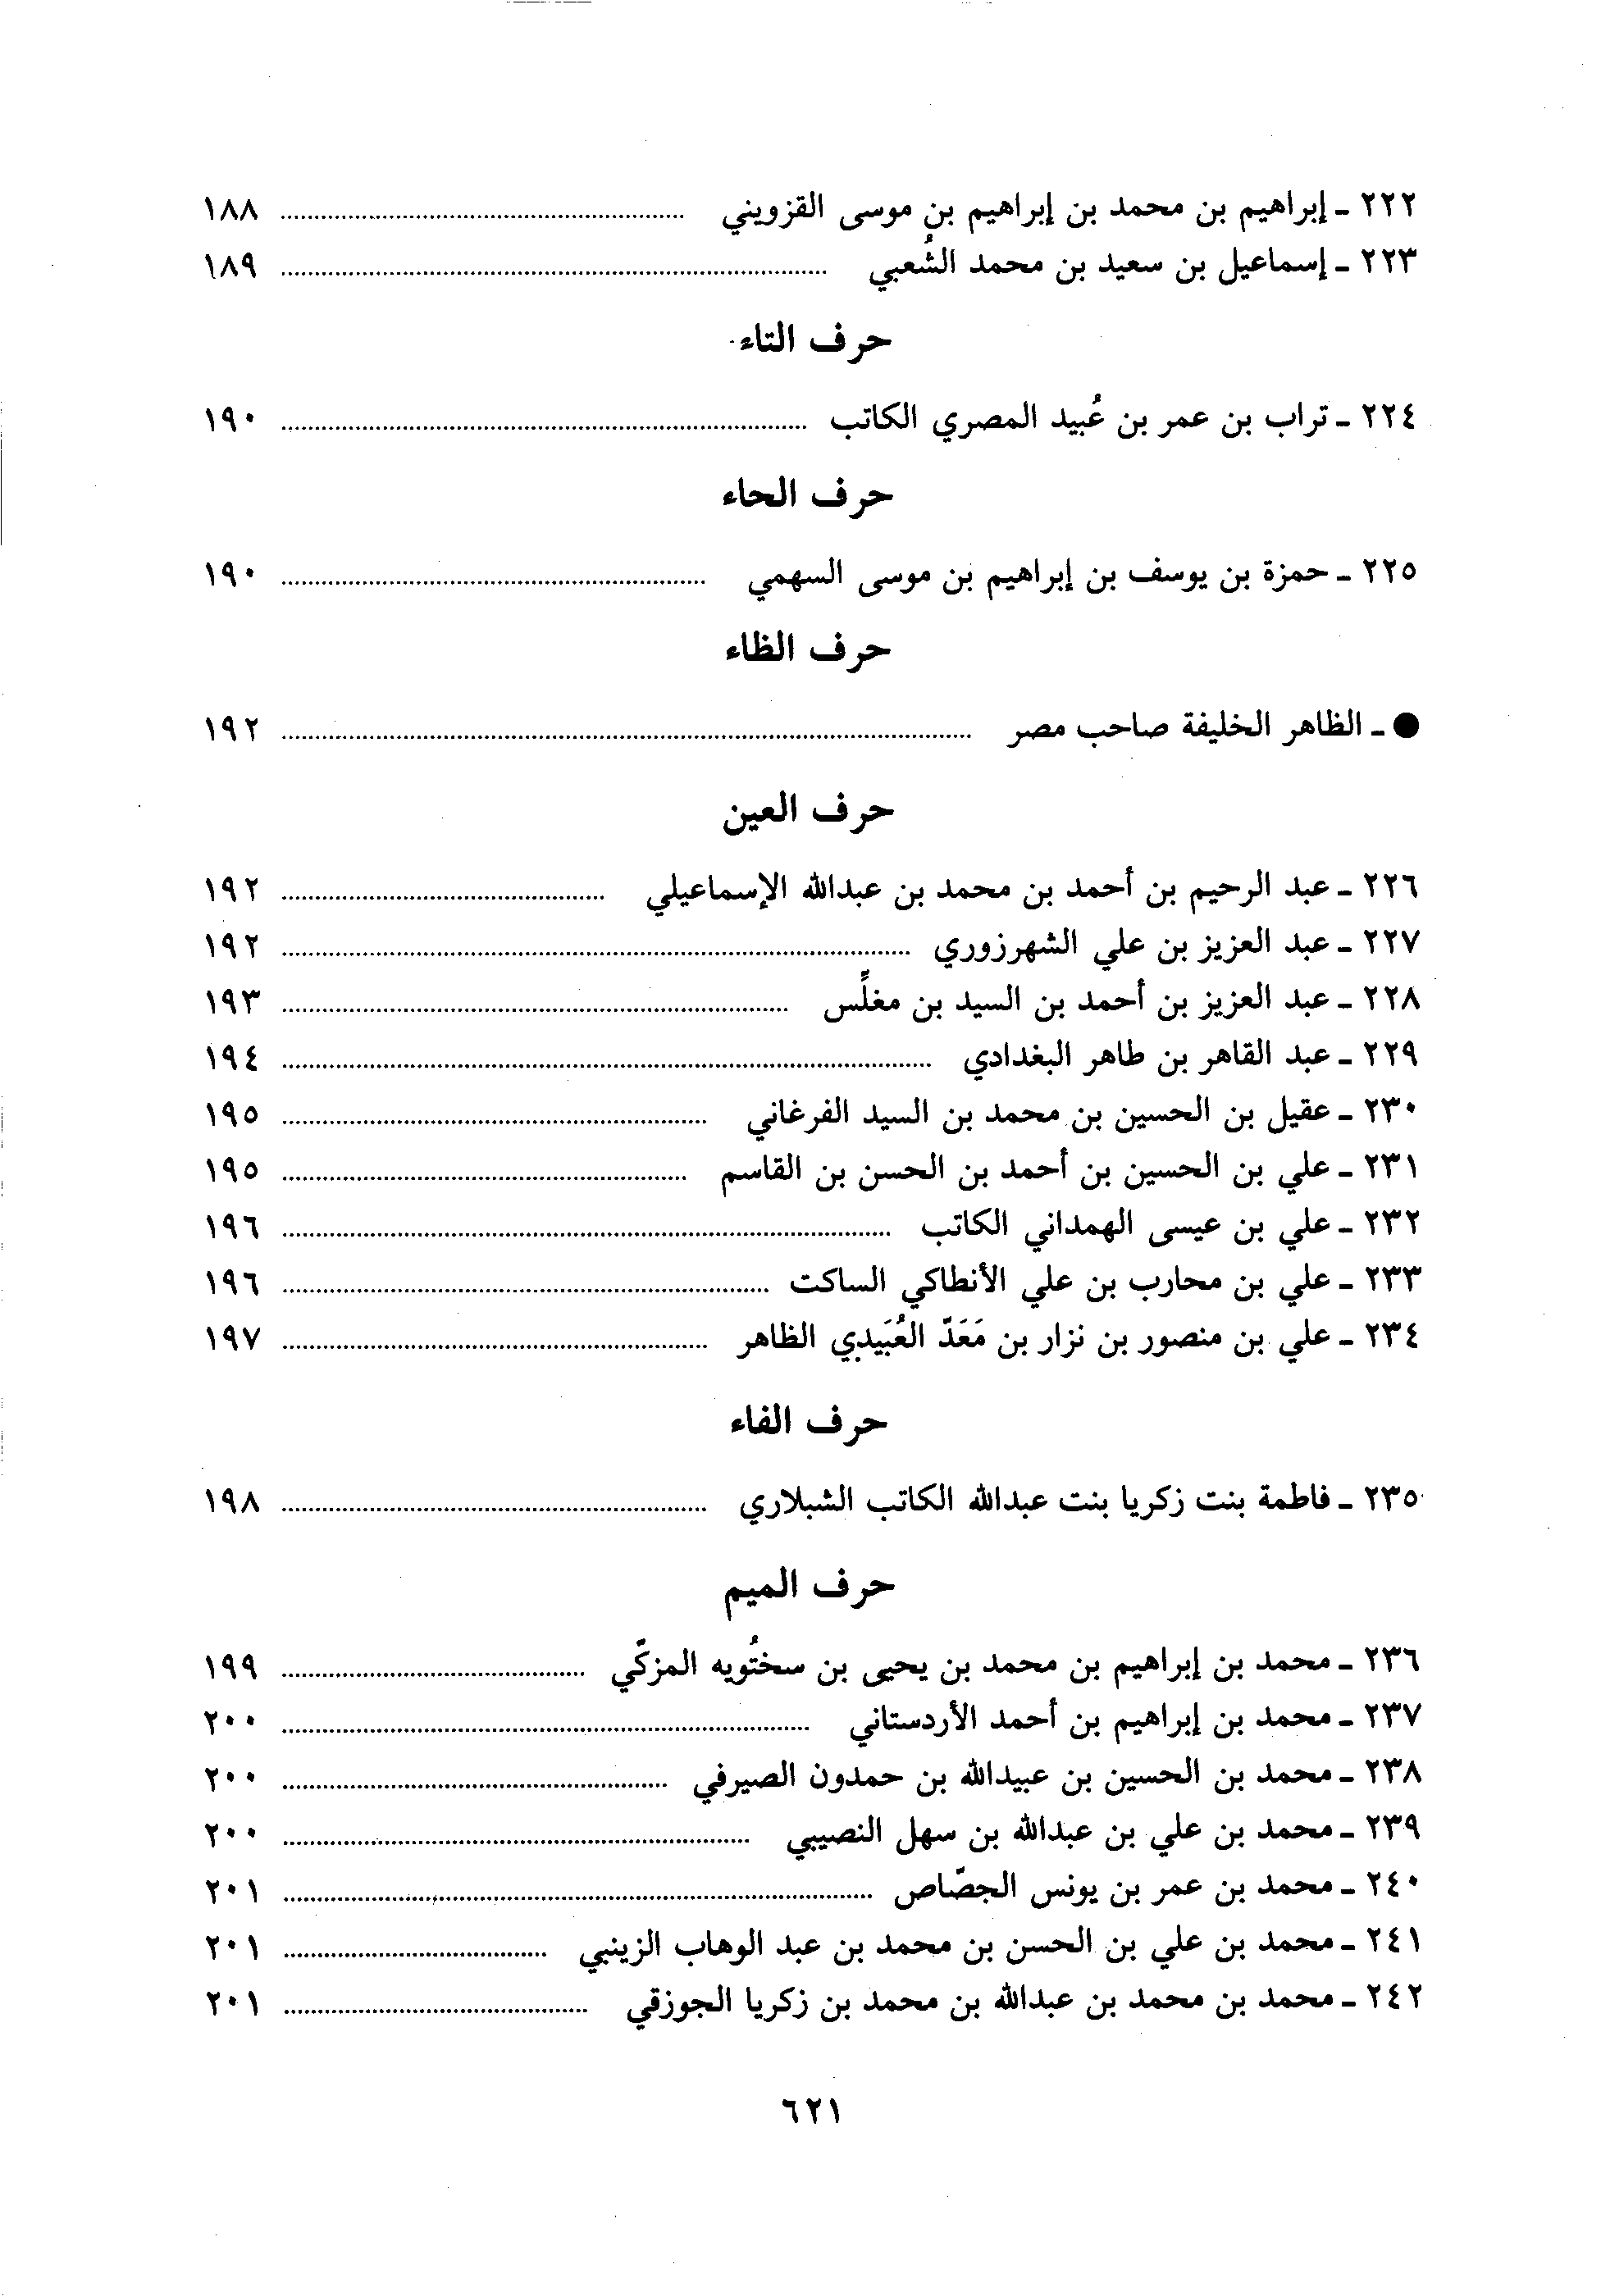 ٢٢٢ - إبراهيم بن محمد بن إبراهيم بن موسى القزويني ........ ١٨٨
٢٢٣ - إسماعيل بن سعيد بن محمد الشُعبي ........ ١٨٩
حرف التاء
٢٢٤ - تراب بن عمر بن عُبيد المصري الكاتب ........ ١٩٠
حرف الحاء
٢٢٥ - حمزة بن يوسف بن إبراهيم بن موسى السهمي ........ ١٩٠
حرف الظاء
● - الظاهر الخليفة صاحب مصر ........ ١٩٢
حرف العين
٢٢٦ - عبد الرحيم بن أحمد بن محمد بن عبدالله الإسماعيلي ........ ١٩٢
٢٢٧ - عبد العزيز بن علي الشهرزوري ........ ١٩٢
٢٢٨ - عبد العزيز بن أحمد بن السيد بن مغلِّس ........ ١٩٣
٢٢٩ - عبد القاهر بن طاهر البغدادي ........ ١٩٤
٢٣٠ - عقيل بن الحسين بن محمد بن السيد الفرغاني ........ ١٩٥
٢٣١ - علي بن الحسين بن أحمد بن الحسن بن القاسم ........ ١٩٥
٢٣٢ - علي بن عيسى الهمداني الكاتب ........ ١٩٦
٢٣٣ - علي بن محارب بن علي الأنطاكي الساكت ........ ١٩٦
٢٣٤ - علي بن منصور بن نزار بن مَعَدّ العُبَيدي الظاهر ........ ١٩٧
حرف الفاء
٢٣٥ - فاطمة بنت زكريا بنت عبدالله الكاتب الشبلاري ........ ١٩٨
حرف الميم
٢٣٦ - محمد بن إبراهيم بن محمد بن يحيى بن سختُويه المزكّي ........ ١٩٩
٢٣٧ - محمد بن إبراهيم بن أحمد الأردستاني ........ ٢٠٠
٢٣٨ - محمد بن الحسين بن عبيدالله بن حمدون الصيرفي ........ ٢٠٠
٢٣٩ - محمد بن علي بن عبدالله بن سهل النصيبي ........ ٢٠٠
٢٤٠ - محمد بن عمر بن يونس الجصّاص ........ ٢٠١
٢٤١ - محمد بن علي بن الحسن بن محمد بن عبد الوهاب الزينبي ........ ٢٠١
٢٤٢ - محمد بن محمد بن عبدالله بن محمد بن زكريا الجوزقي ........ ٢٠١
٦٢١